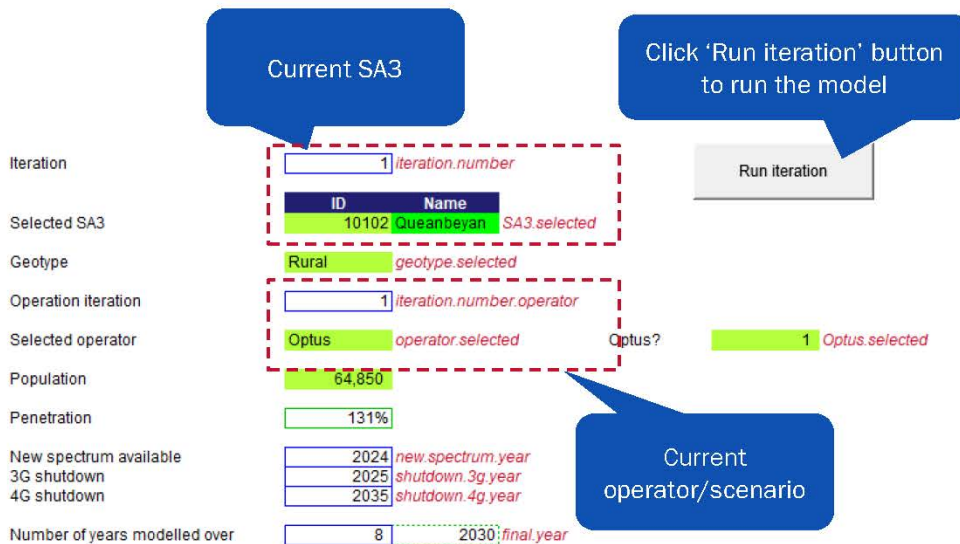 Current SA3
Click 'Run iteration' button
to run the model
Iteration 1 iteration.number
Run iteration
ID Name
Selected SA3 10102 Queanbeyan SA3.selected
Geotype Rural geotype.selected
Operation iteration 1 iteration.number.operator
Selected operator Optus operator.selected Optus? 1 Optus.selected
Population 64,850
Penetration 131%
Current
operator/scenario
New spectrum available 2024 new.spectrum.year
3G shutdown 2025 shutdown.3g.year
4G shutdown 2035 shutdown.4g.year
Number of years modelled over 8 2030 final.year